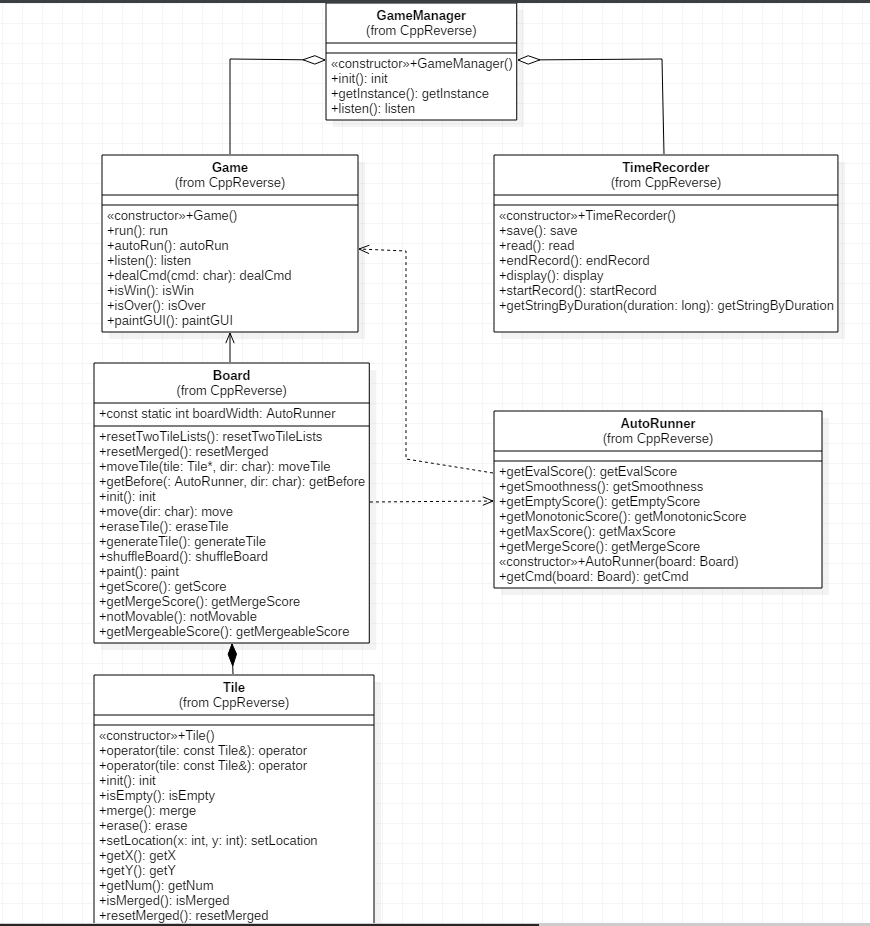 GameManager
(from CppReverse)
«constructor»+GameManager()
+init(): init
+getInstance(): getInstance
+listen(): listen
Game
(from CppReverse)
«constructor»+Game()
+run(): run
+autoRun(): autoRun
+listen(): listen
+dealCmd(cmd: char): dealCmd
+isWin(): isWin
+isOver(): isOver
+paintGUI(): paintGUI
TimeRecorder
(from CppReverse)
«constructor»+TimeRecorder()
+save(): save
+read(): read
+endRecord(): endRecord
+display(): display
+startRecord(): startRecord
+getStringByDuration(duration: long): getStringByDuration
Board
(from CppReverse)
+const static int boardWidth: AutoRunner
+resetTwoTileLists(): resetTwoTileLists
+resetMerged(): resetMerged
+moveTile(tile: Tile*, dir: char): moveTile
+getBefore(: AutoRunner, dir: char): getBefore
+init(): init
+move(dir: char): move
+eraseTile(): eraseTile
+generateTile(): generateTile
+shuffleBoard(): shuffleBoard
+paint(): paint
+getScore(): getScore
+getMergeScore(): getMergeScore
+notMovable(): notMovable
+getMergeableScore(): getMergeableScore
AutoRunner
(from CppReverse)
+getEvalScore(): getEvalScore
+getSmoothness(): getSmoothness
+getEmptyScore(): getEmptyScore
+getMonotonicScore(): getMonotonicScore
+getMaxScore(): getMaxScore
+getMergeScore(): getMergeScore
«constructor»+AutoRunner(board: Board)
+getCmd(board: Board): getCmd
Tile
(from CppReverse)
«constructor»+Tile()
+operator(tile: const Tile&): operator
+operator(tile: const Tile&): operator
+init(): init
+isEmpty(): isEmpty
+merge(): merge
+erase(): erase
+setLocation(x: int, y: int): setLocation
+getX(): getX
+getY(): getY
+getNum(): getNum
+isMerged(): isMerged
+resetMerged(): resetMerged